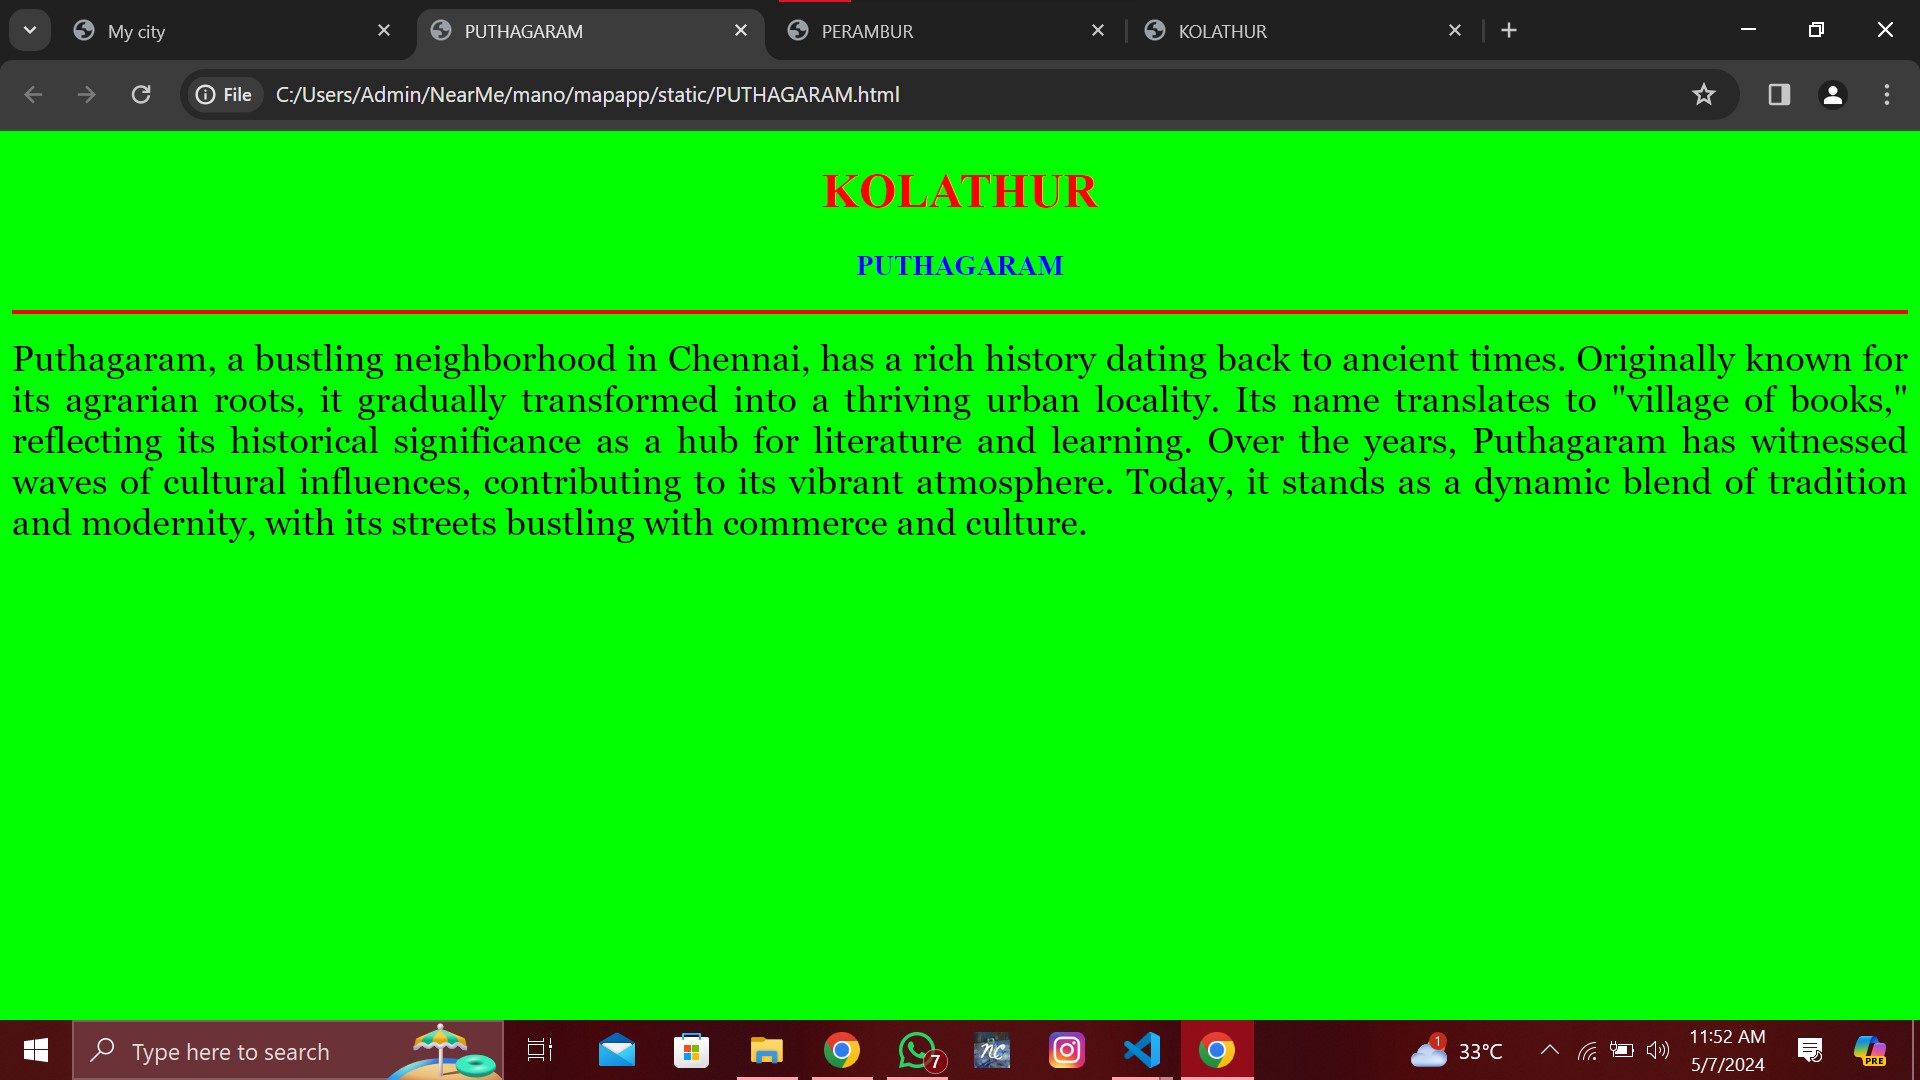 My city
PUTHAGARAM
PERAMBUR
KOLATHUR
File
C:/Users/Admin/NearMe/mano/mapapp/static/PUTHAGARAM.html
KOLATHUR
PUTHAGARAM
Puthagaram, a bustling neighborhood in Chennai, has a rich history dating back to ancient times. Originally known for
its agrarian roots, it gradually transformed into a thriving urban locality. Its name translates to "village of books,"
reflecting its historical significance as a hub for literature and learning. Over the years, Puthagaram has witnessed
waves of cultural influences, contributing to its vibrant atmosphere. Today, it stands as a dynamic blend of tradition
and modernity, with its streets bustling with commerce and culture.
Type here to search
7
nc
1
33°C
11:52 AM
5/7/2024
PRE